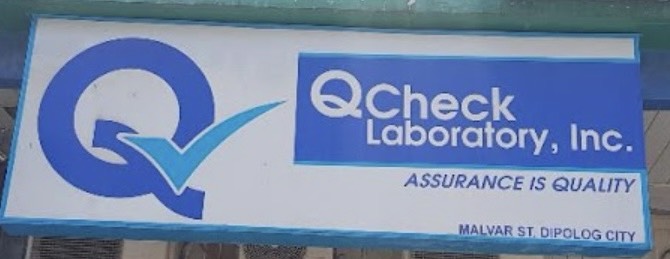 QCheck
Laboratory, Inc.
ASSURANCE IS QUALITY
MALVAR ST, DIPOLOG CITY